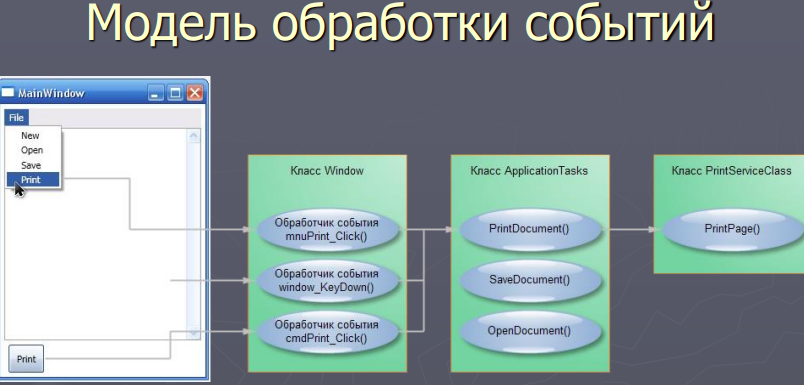 Модель обработки событий
MainWindow
File
New
Open
Save
Print
Print
Класс Window
Обработчик события
mnuPrint_Click()
Обработчик события
window_KeyDown()
Обработчик события
cmdPrint_Click()
Класс ApplicationTasks
PrintDocument()
SaveDocument()
OpenDocument()
Класс PrintServiceClass
PrintPage()